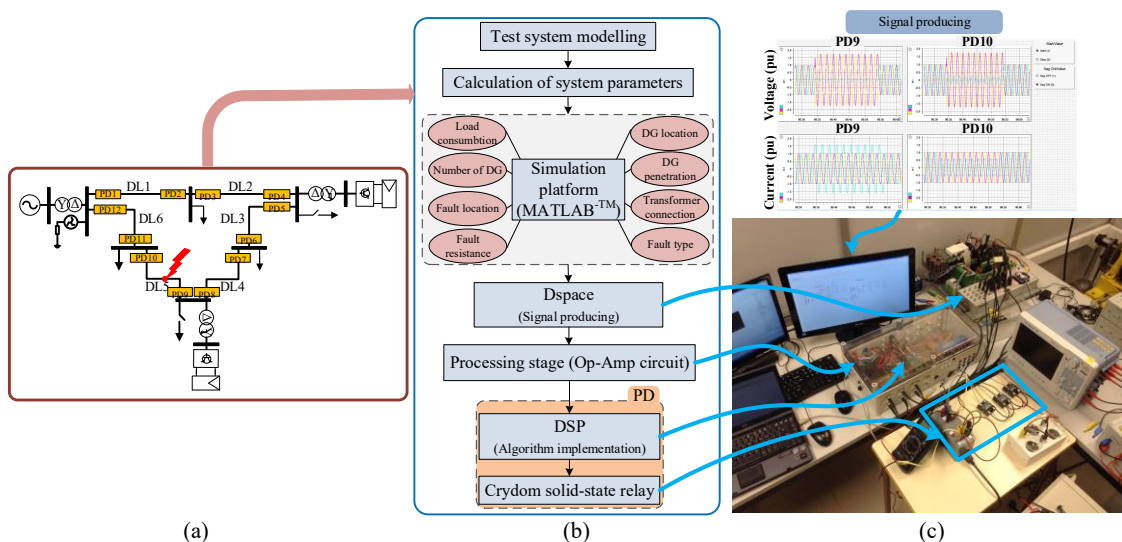 PD1
DL1
PD2
PD3
DL2
PD4
PD5
PD12
DL6
DL3
PD11
PD10
PD6
PD7
DL5
DL4
PD9
PD8
(a)
Test system modelling
Calculation of system parameters
Load
consumbtion
Number of DG
Fault location
Fault
resistance
Simulation
platform
(MATLAB-TM)
DG location
DG
penetration
Transformer
connection
Fault type
Dspace
(Signal producing)
Processing stage (Op-Amp circuit)
PD
DSP
(Algorithm implementation)
Crydom solid-state relay
(b)
Signal producing
PD9
PD10
Voltage (pu)
PD9
PD10
Current (pu)
(c)